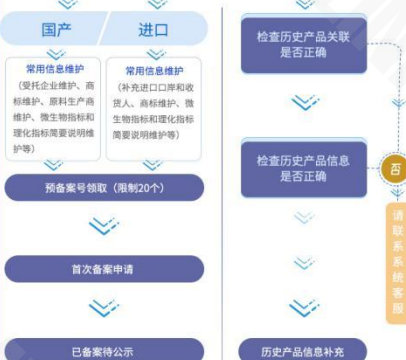 国产
进口
常用信息维护
（受托企业维护、商
标维护、原料生产商
维护、微生物指标和
理化指标简要说明维
护等）
常用信息维护
（补充进口口岸和收
货人、商标维护、微
生物指标和理化指标
简要说明维护等）
预备案号领取（限制20个）
首次备案申请
已备案待公示
检查历史产品关联
是否正确
检查历史产品信息
是否正确
否
请
联
系
系
统
客
服
历史产品信息补充